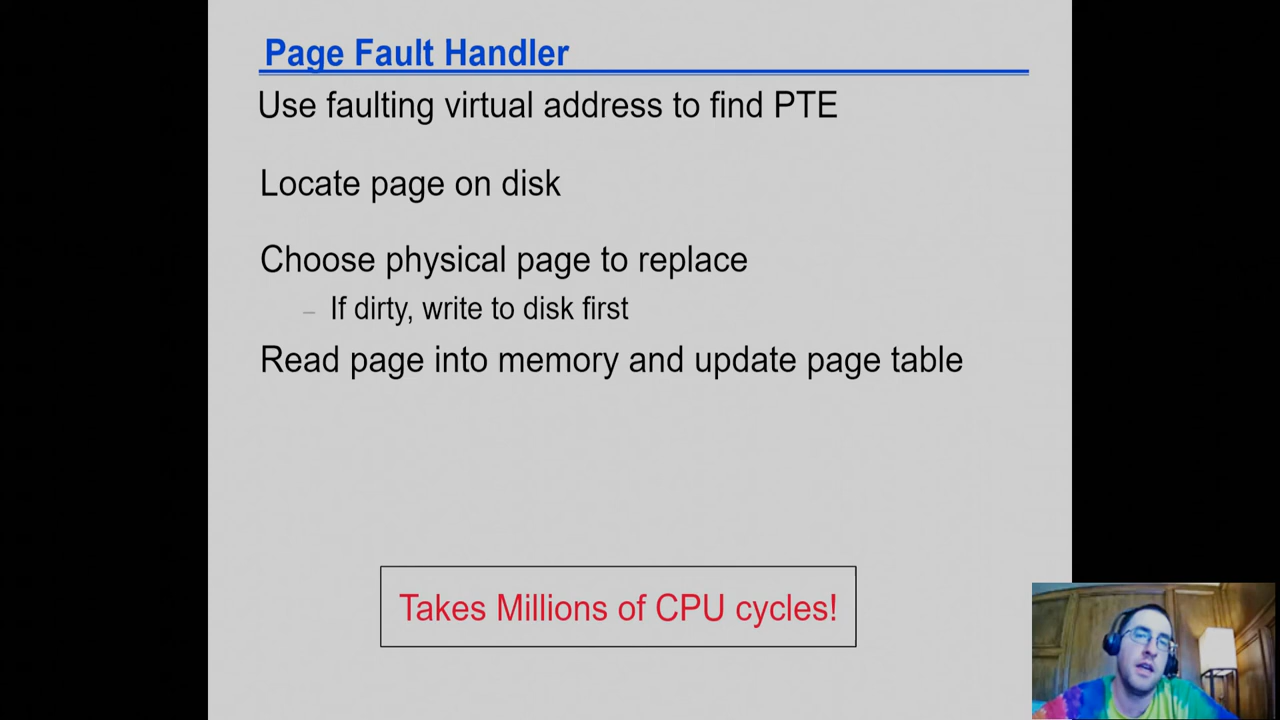 Page Fault Handler
Use faulting virtual address to find PTE
Locate page on disk
Choose physical page to replace
– If dirty, write to disk first
Read page into memory and update page table
Takes Millions of CPU cycles!